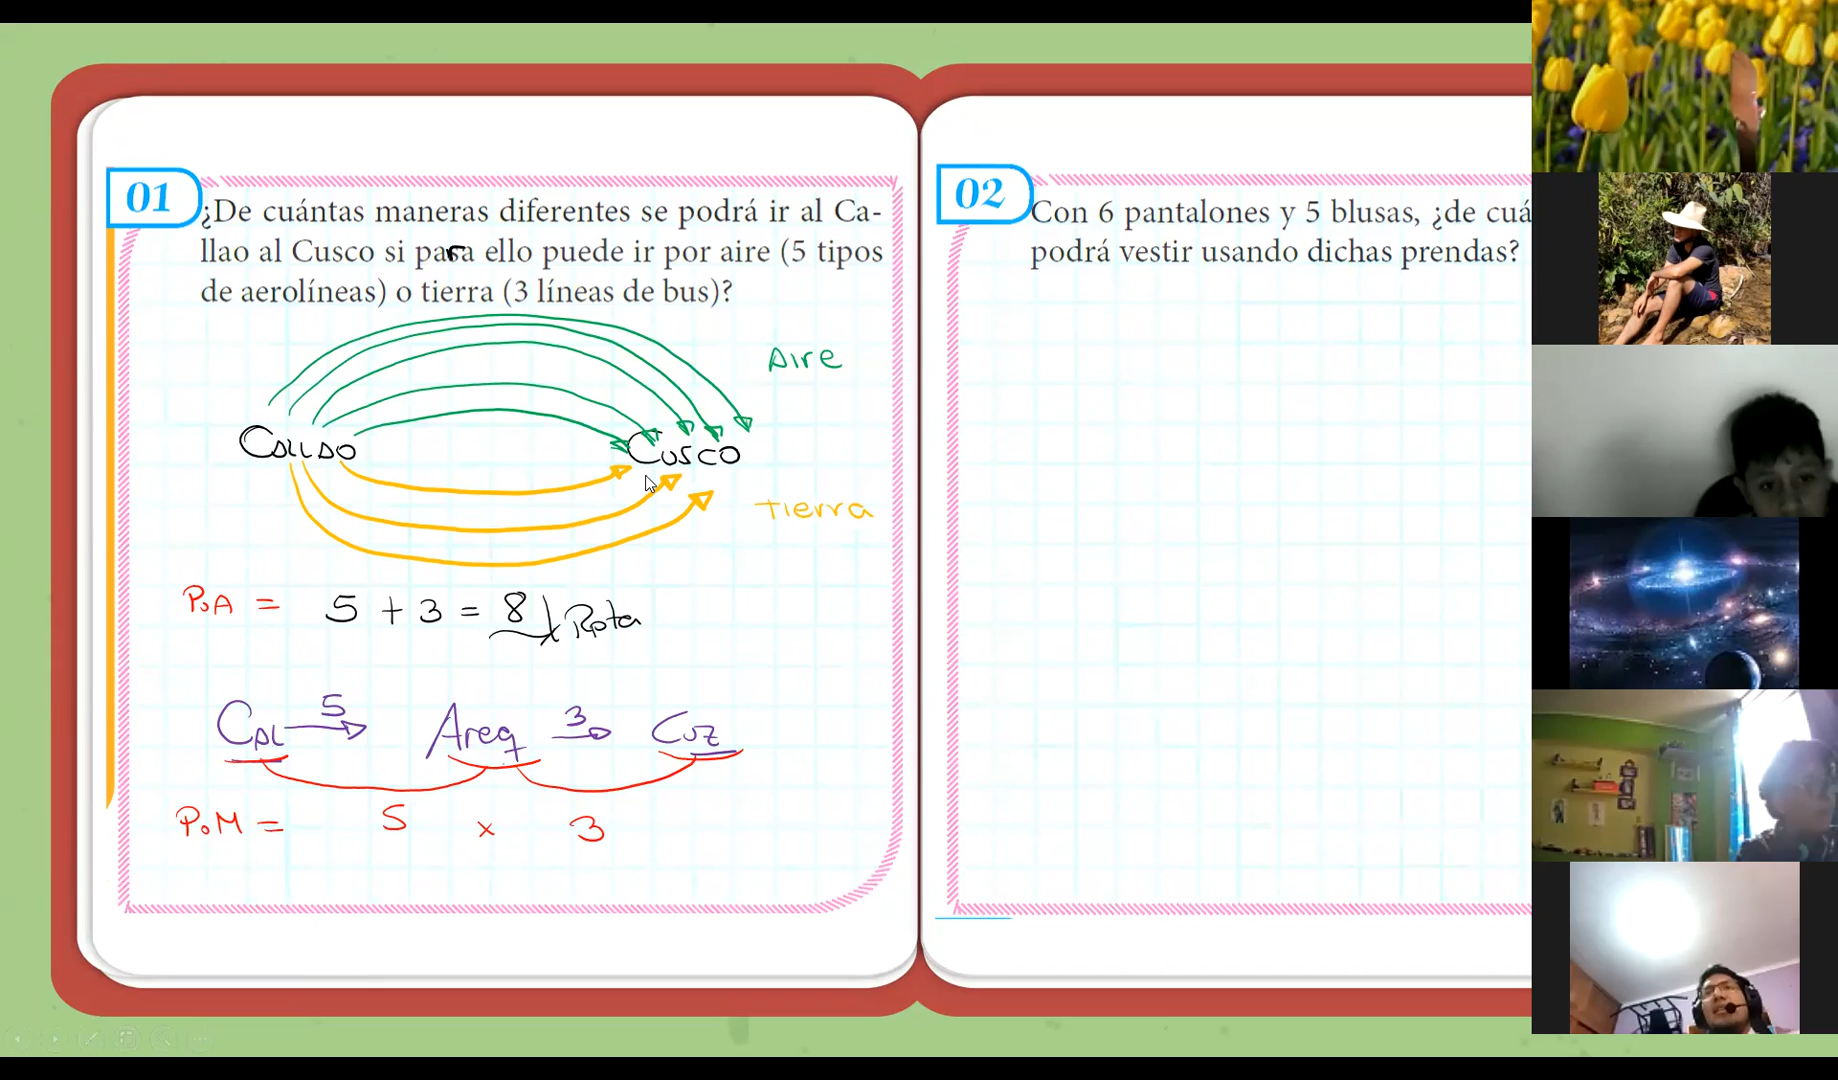 01
¿De cuántas maneras diferentes se podrá ir al Ca-
llao al Cusco si para ello puede ir por aire (5 tipos
de aerolíneas) o tierra (3 líneas de bus)?
Aire
CALLAO
CUSCO
tierra
P.A = 5 + 3 = 8 Rpta
CAL 5 Areq 3 CUZ
P.M = 5 x 3
02
Con 6 pantalones y 5 blusas, ¿de cuá
podrá vestir usando dichas prendas?